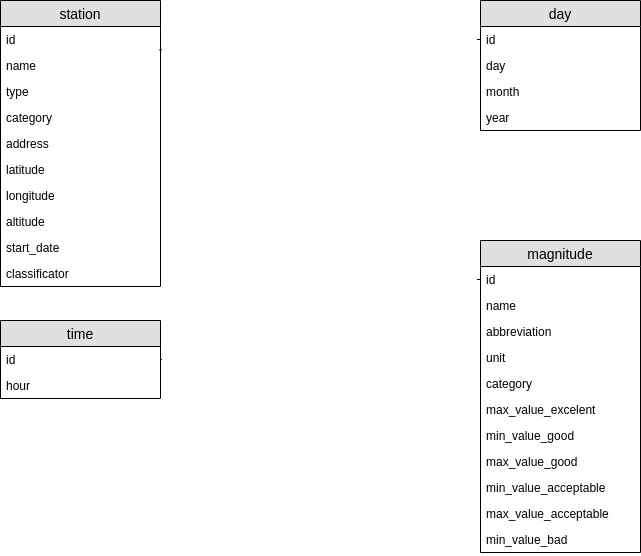 station
id
name
type
category
address
latitude
longitude
altitude
start_date
classificator
day
id
day
month
year
time
id
hour
magnitude
id
name
abbreviation
unit
category
max_value_excelent
min_value_good
max_value_good
min_value_acceptable
max_value_acceptable
min_value_bad